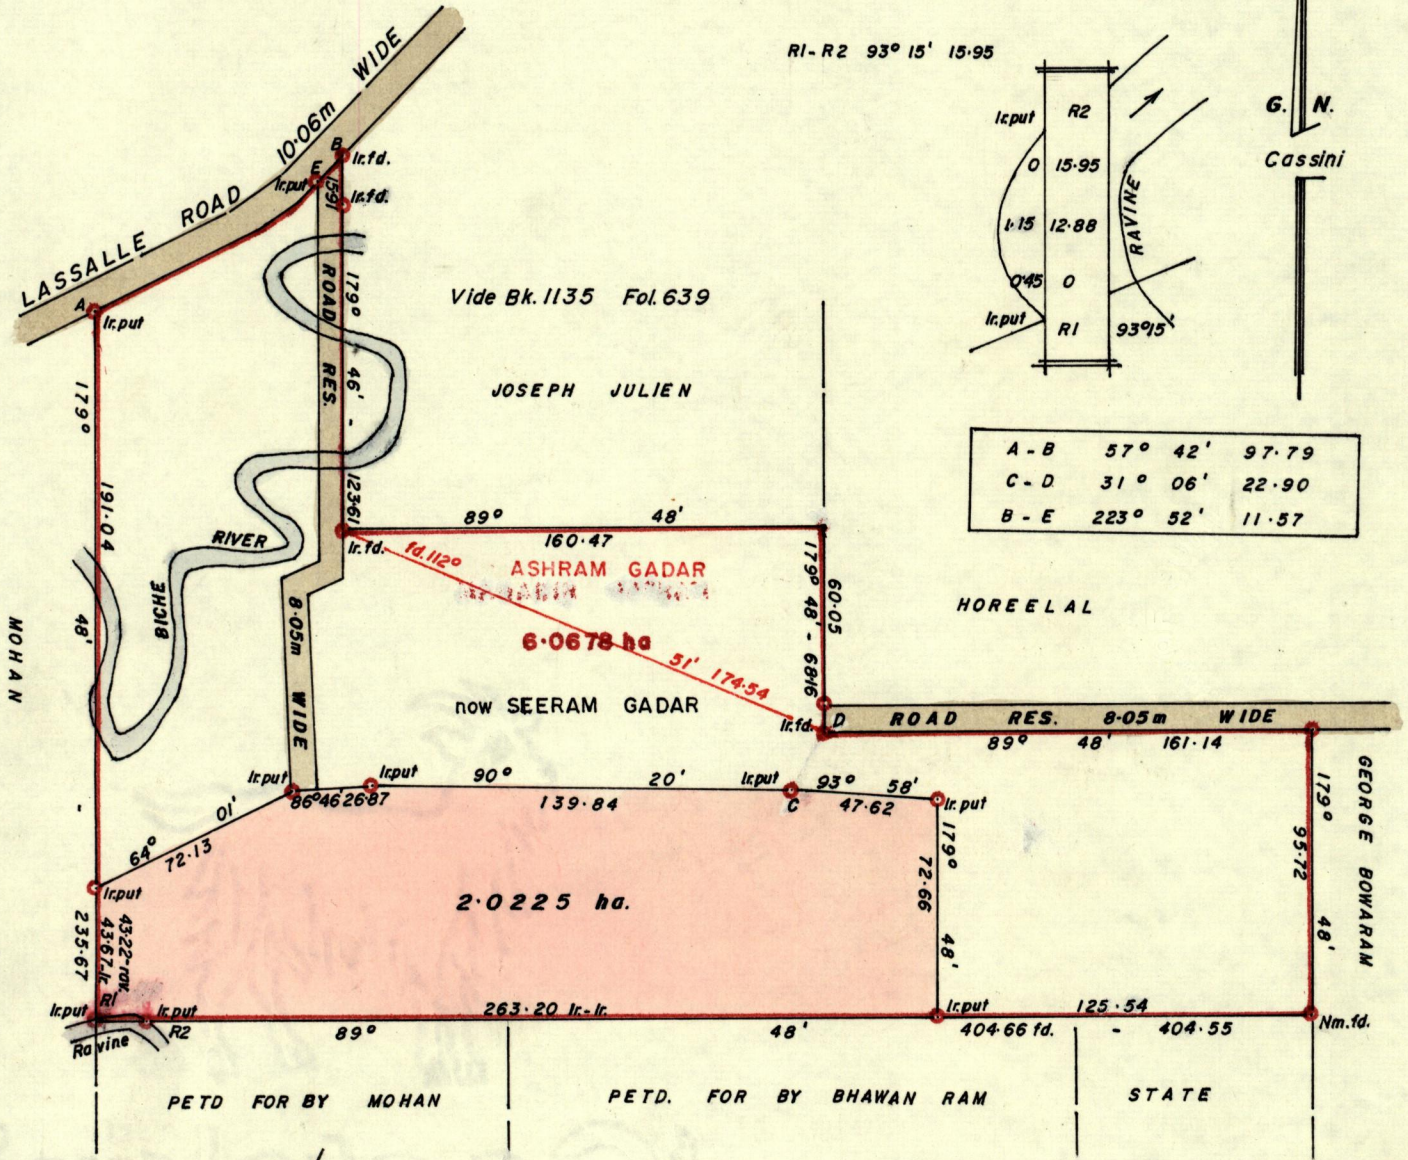 R1-R2 93° 15' 15·95
LASSALLE ROAD 10·06m WIDE
G. N.
Cassini
Ir.put R2
0 15·95
1·15 12·88
0·45 0
Ir.put R1 93°15'
RAVINE
B Ir.fd.
E Ir.put
15·91
Ir.fd.
A Ir.put
Vide Bk.1135 Fol.639
JOSEPH JULIEN
A - B 57° 42' 97·79
C - D 31° 06' 22·90
B - E 223° 52' 11·57
ROAD RES.
179° 46' - 123·61
179° 48' -
191·04
235·67
MOHAN
BICHE RIVER
8·05m WIDE
89° 48'
160·47
Ir.fd.
fd.112° 51' 174·54
ASHRAM GADAR
6·0678 ha
now SEERAM GADAR
60·05
179° 48' - 68·16
HOREELAL
Ir.fd. D ROAD RES. 8·05m WIDE
89° 48' 161·14
GEORGE BOWARAM
179° 48'
95·72
Ir.put Ir.put 90° 20' Ir.put 93° 58'
86°46' 26·87 139·84 C 47·62 Ir.put
64° 01'
72·13
Ir.put
179° 48'
72·66
2·0225 ha.
43·22-rav.
43·67-Ir.
Ir.put R1 Ir.put 263·20 Ir.-Ir. Ir.put 125·54
R2 89° 48' 404·66 fd. - 404·55 Nm.fd.
Ravine
PETD FOR BY MOHAN
PETD. FOR BY BHAWAN RAM
STATE